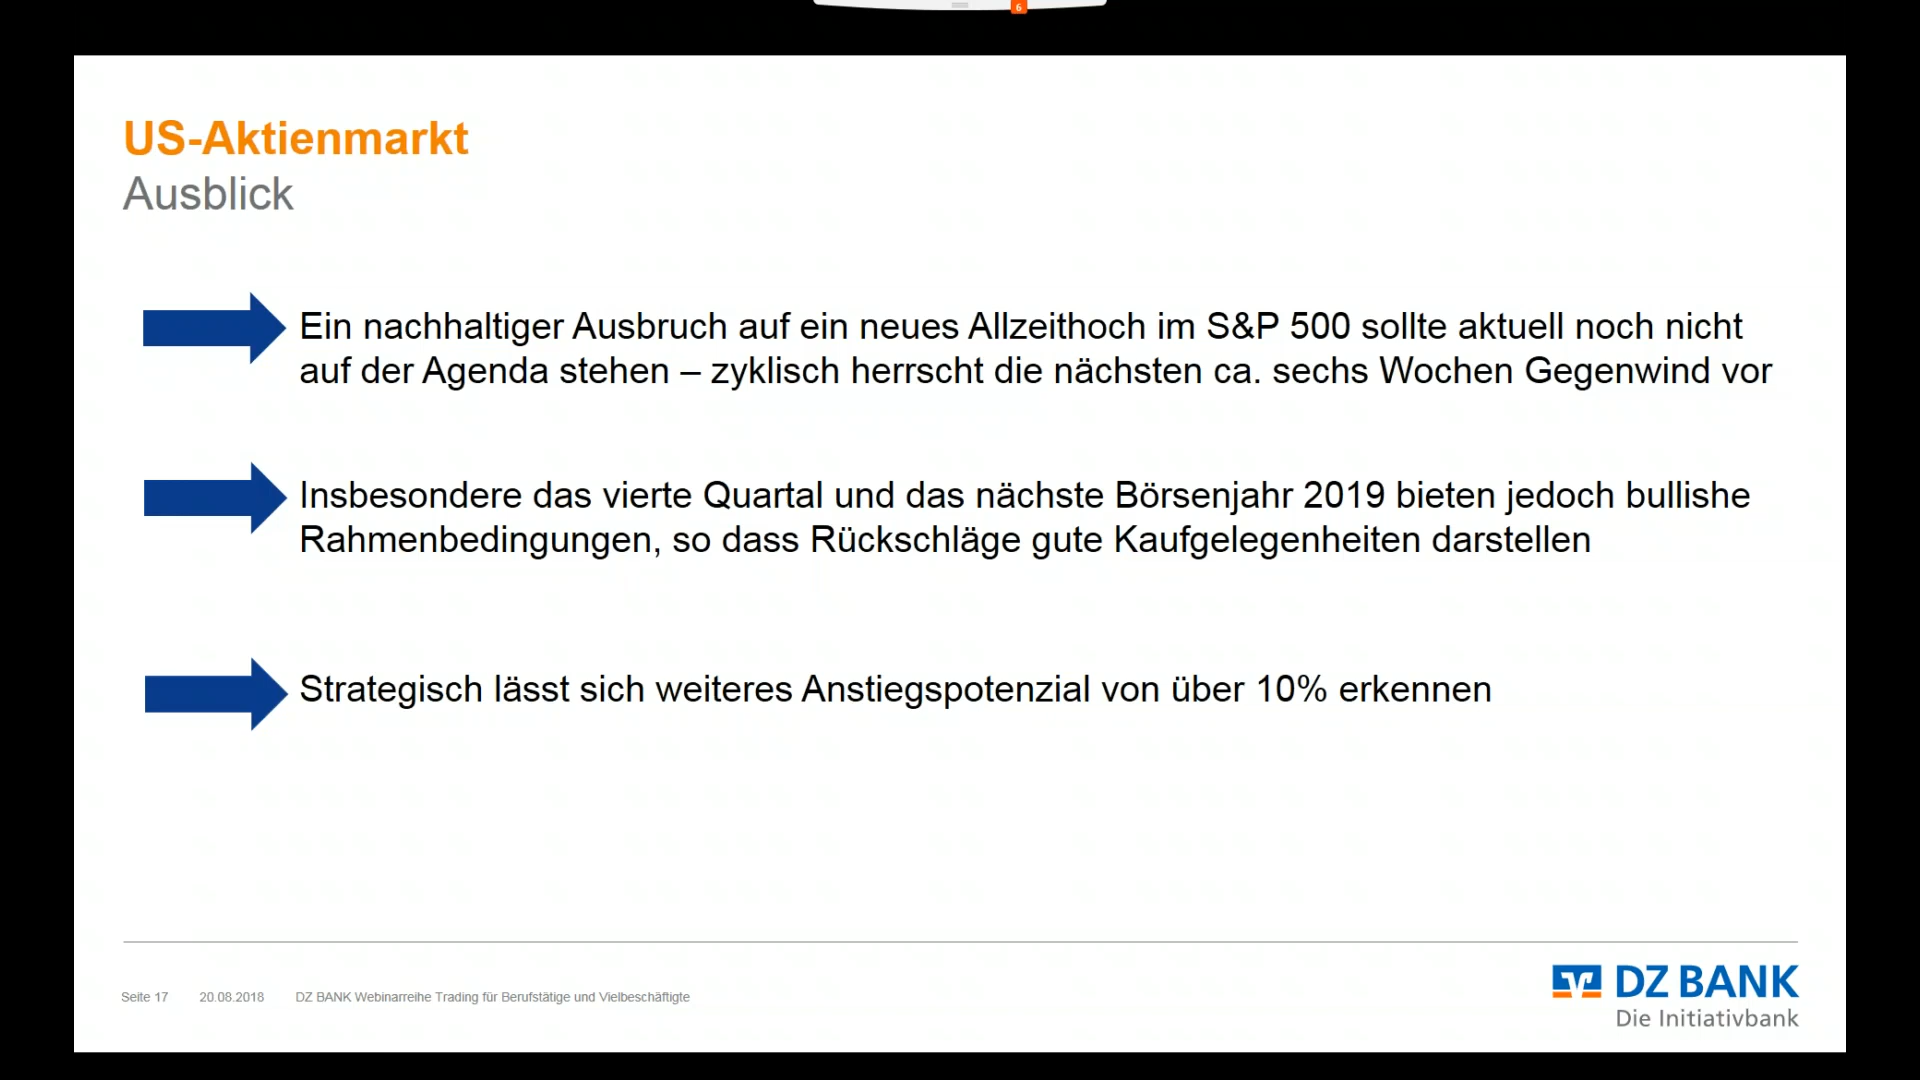 6
US-Aktienmarkt
Ausblick
Ein nachhaltiger Ausbruch auf ein neues Allzeithoch im S&P 500 sollte aktuell noch nicht
auf der Agenda stehen – zyklisch herrscht die nächsten ca. sechs Wochen Gegenwind vor
Insbesondere das vierte Quartal und das nächste Börsenjahr 2019 bieten jedoch bullishe
Rahmenbedingungen, so dass Rückschläge gute Kaufgelegenheiten darstellen
Strategisch lässt sich weiteres Anstiegspotenzial von über 10% erkennen
Seite 17 20.08.2018 DZ BANK Webinarreihe Trading für Berufstätige und Vielbeschäftigte
DZ BANK
Die Initiativbank